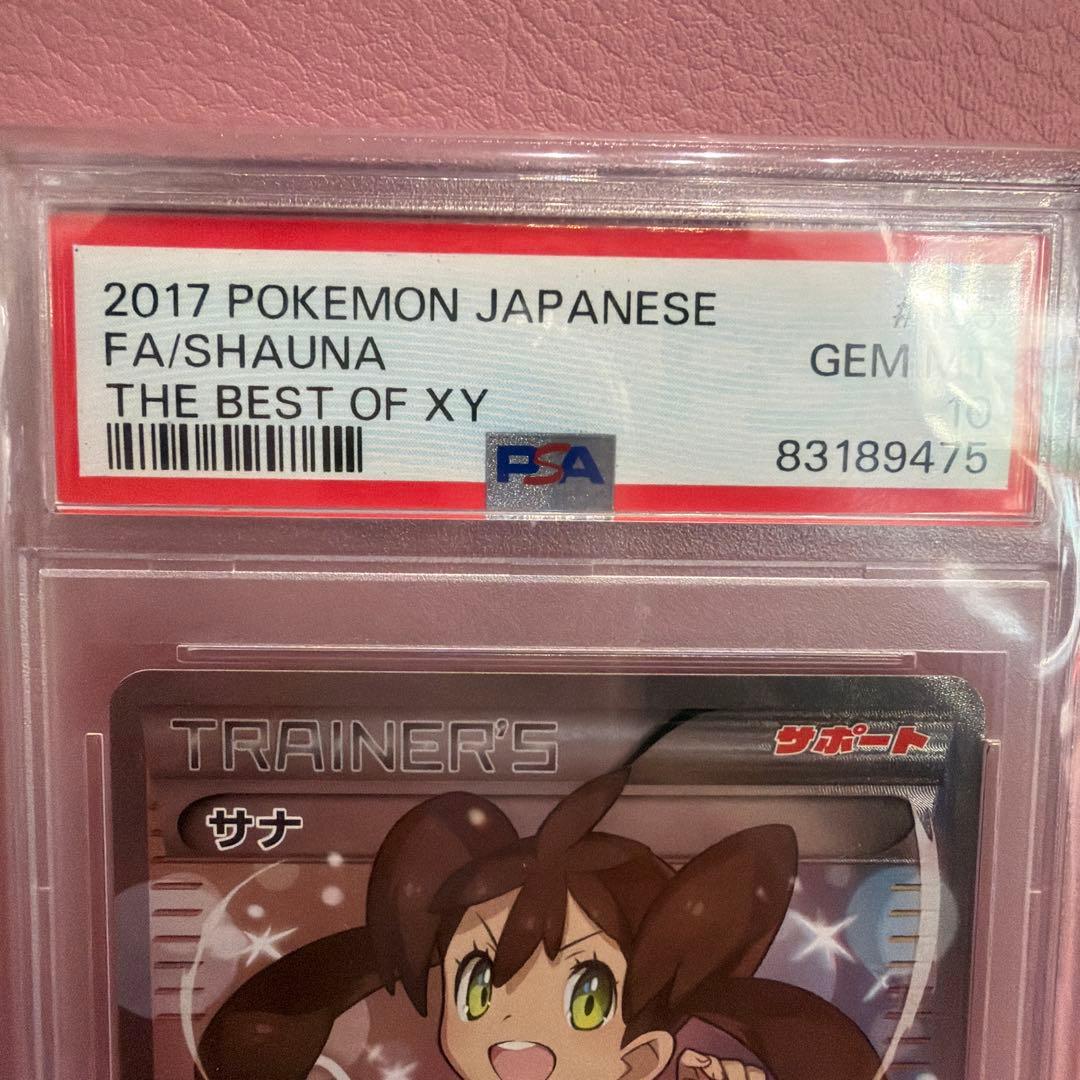 2017 POKEMON JAPANESE
FA/SHAUNA
GEM MT
THE BEST OF XY
10
PSA
83189475
TRAINER'S
サポート
サナ